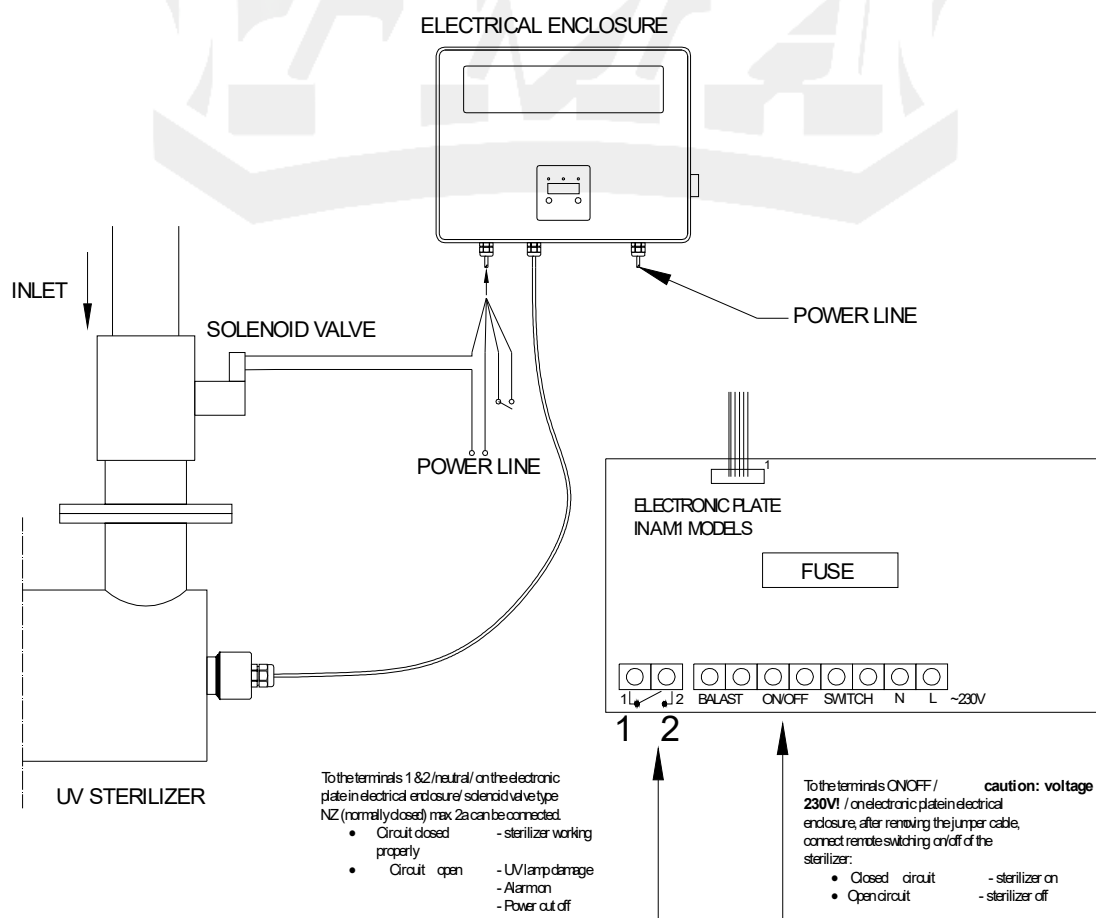 ELECTRICAL ENCLOSURE
INLET
SOLENOID VALVE
POWER LINE
POWER LINE
1
ELECTRONIC PLATE
IN AM1 MODELS
FUSE
1 2 BALAST ON/OFF SWITCH N L ~230V
1 2
UV STERILIZER
To the terminals 1 &2 /neutral/ on the electronic
plate in electrical enclosure/ solenoid valve type
NZ (normally closed) max. 2a can be connected.
• Circuit closed - sterilizer working
properly
• Circuit open - UV lamp damage
- Alarm on
- Power cut off
To the terminals ON/OFF / caution: voltage
230V! / on electronic plate in electrical
enclosure, after removing the jumper cable,
connect remote switching on/off of the
sterilizer:
• Closed circuit - sterilizer on
• Open circuit - sterilizer off